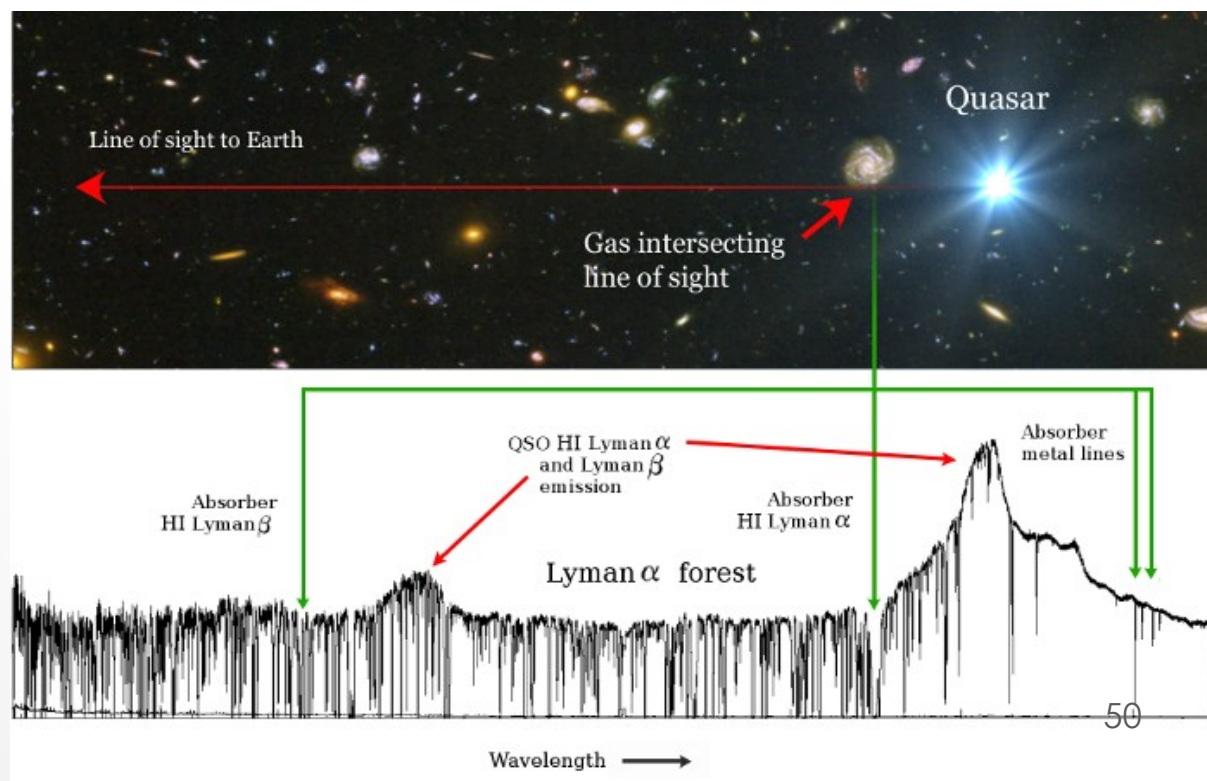 Quasar
Line of sight to Earth
Gas intersecting
line of sight
QSO HI Lyman α
and Lyman β
emission
Absorber
metal lines
Absorber
HI Lyman β
Absorber
HI Lyman α
Lyman α forest
50
Wavelength